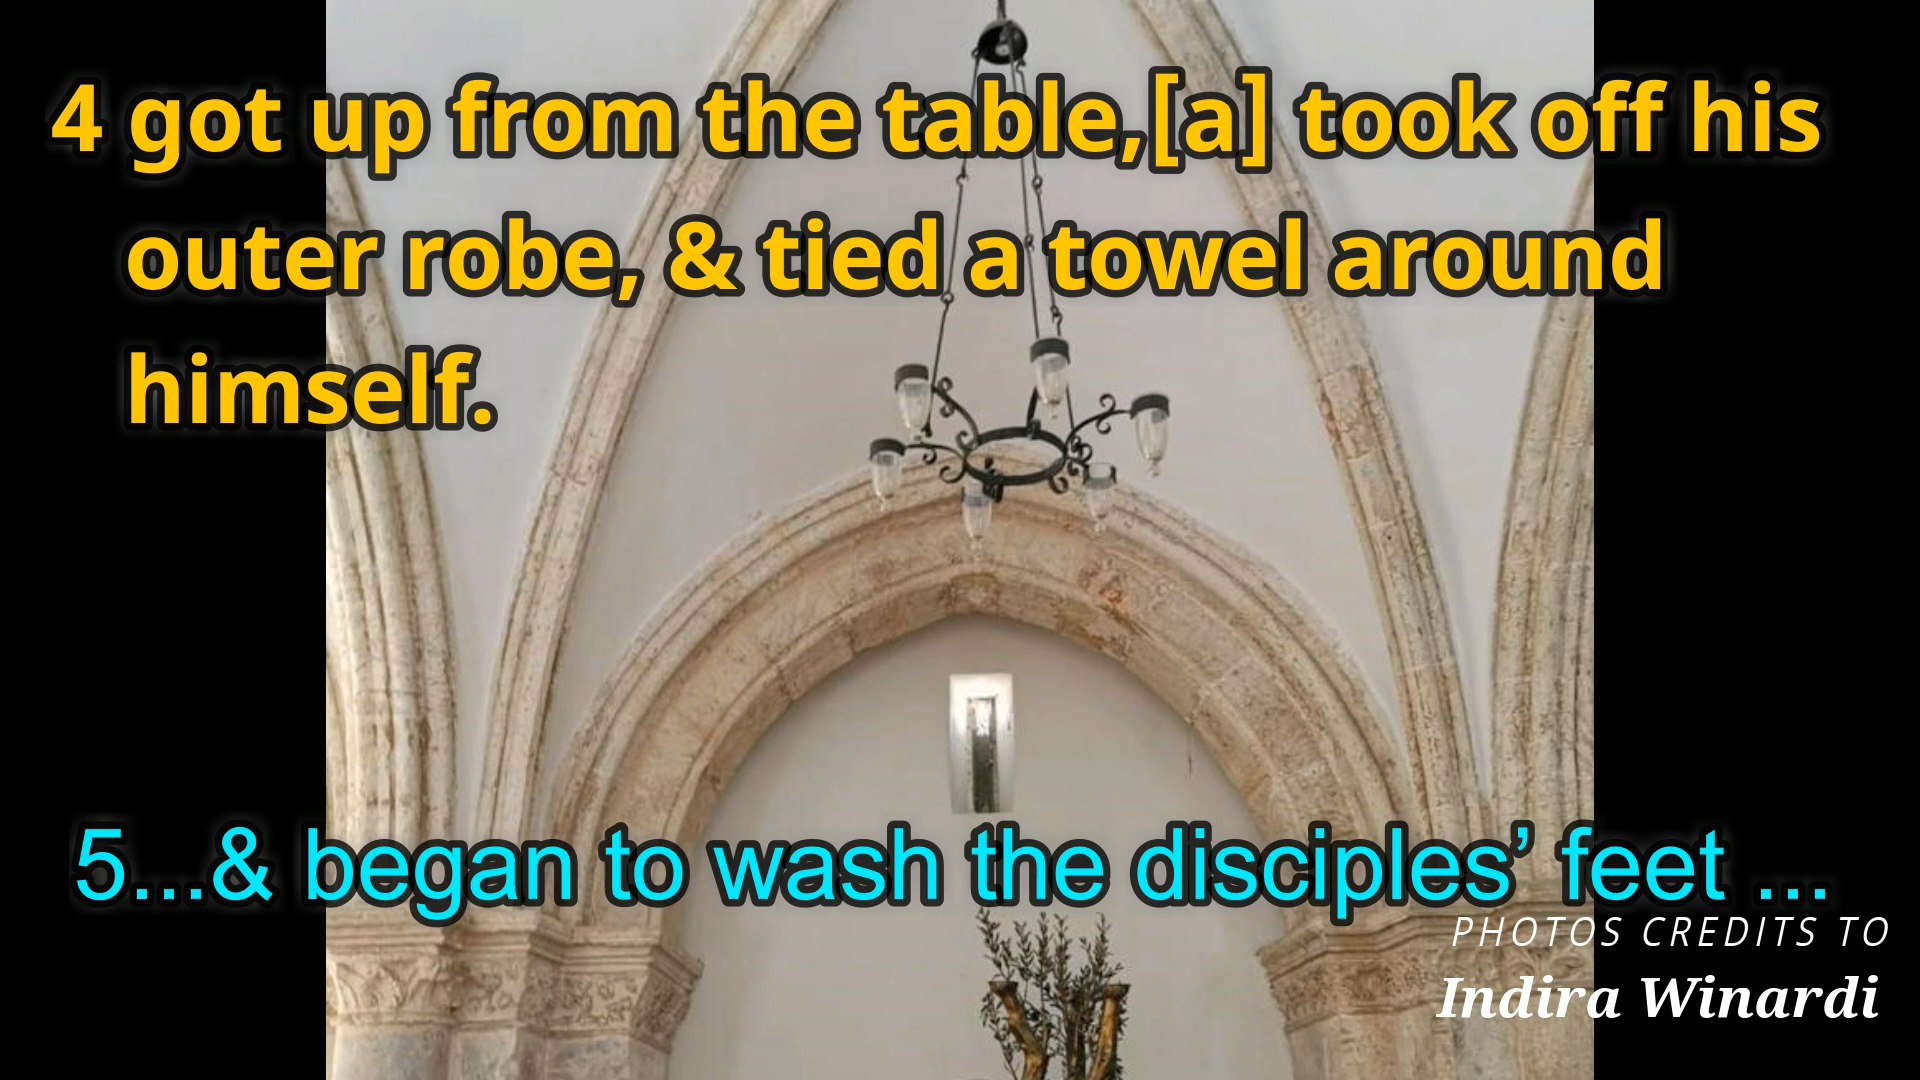 4 got up from the table,[a] took off his
outer robe, & tied a towel around
himself.
5...& began to wash the disciples’ feet ...
PHOTOS CREDITS TO
Indira Winardi